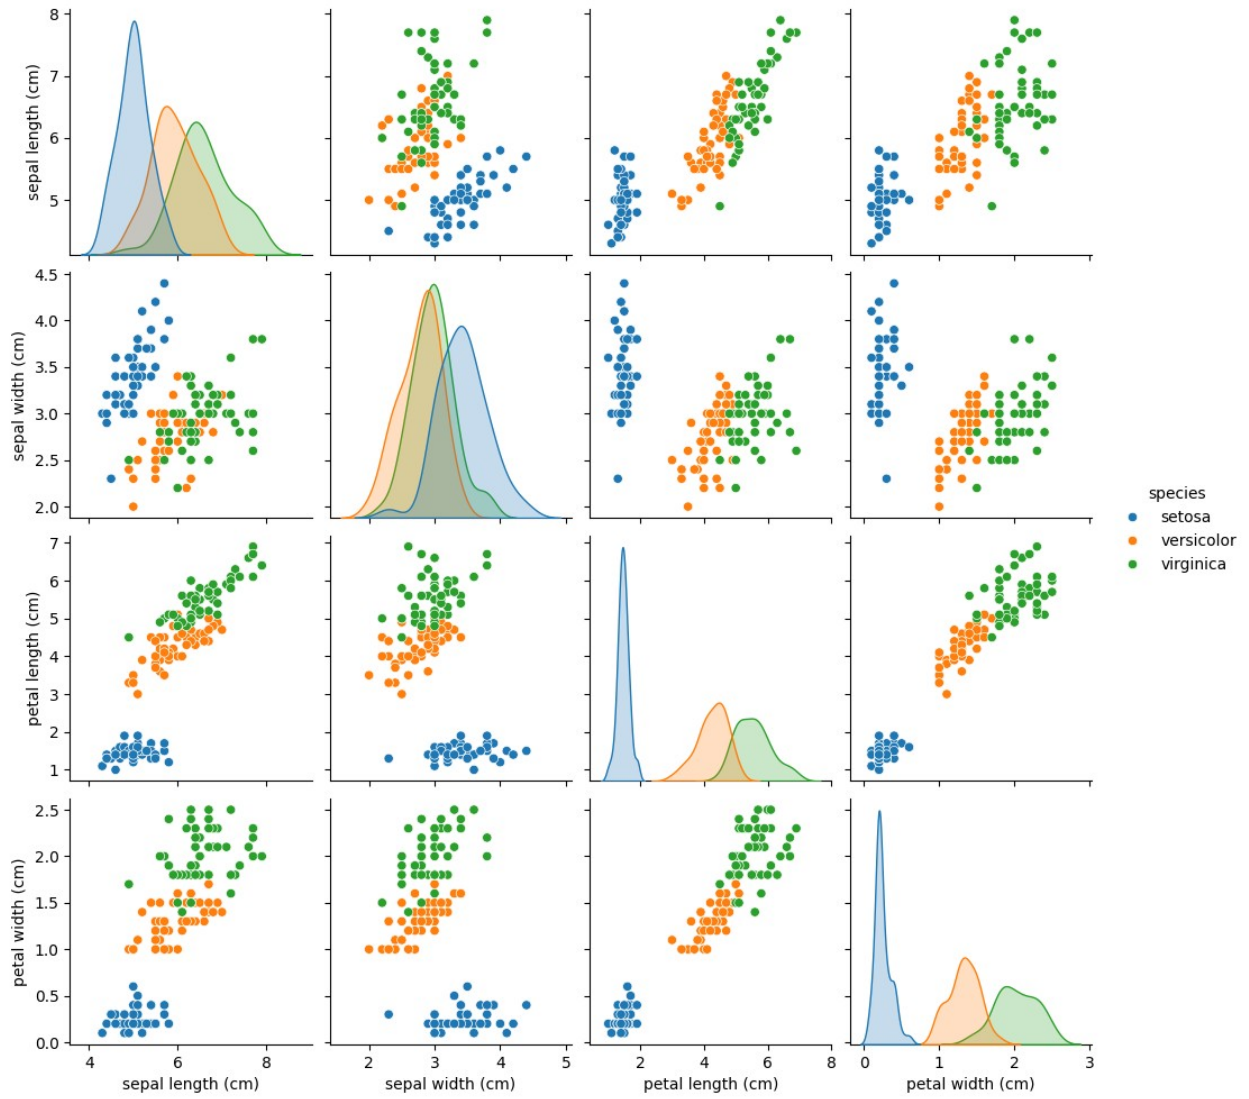 8
7
6
5
sepal length (cm)
4.5
4.0
3.5
3.0
2.5
2.0
sepal width (cm)
species
setosa
versicolor
virginica
7
6
5
4
3
2
1
petal length (cm)
2.5
2.0
1.5
1.0
0.5
0.0
petal width (cm)
4 6 8
2 3 4 5
2 4 6 8
0 1 2 3
sepal length (cm)
sepal width (cm)
petal length (cm)
petal width (cm)